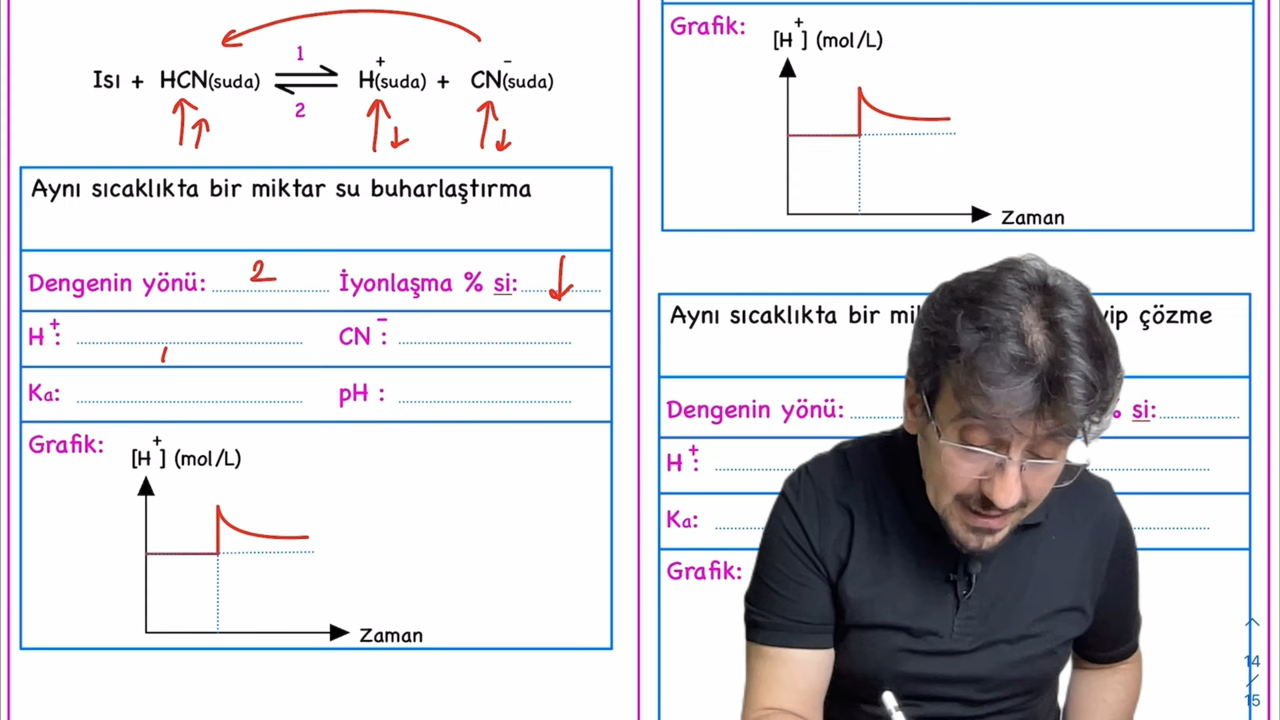 1
Isı + HCN(suda) ⇌ H⁺(suda) + CN⁻(suda)
2
Aynı sıcaklıkta bir miktar su buharlaştırma
Dengenin yönü: 2 İyonlaşma % si: ↓
H⁺: CN⁻:
Ka: pH :
Grafik:
[H⁺] (mol/L)
Zaman
Grafik:
[H⁺] (mol/L)
Zaman
Aynı sıcaklıkta bir çözme
Dengenin yönü: % si:
H⁺:
Ka:
Grafik:
14
/
15